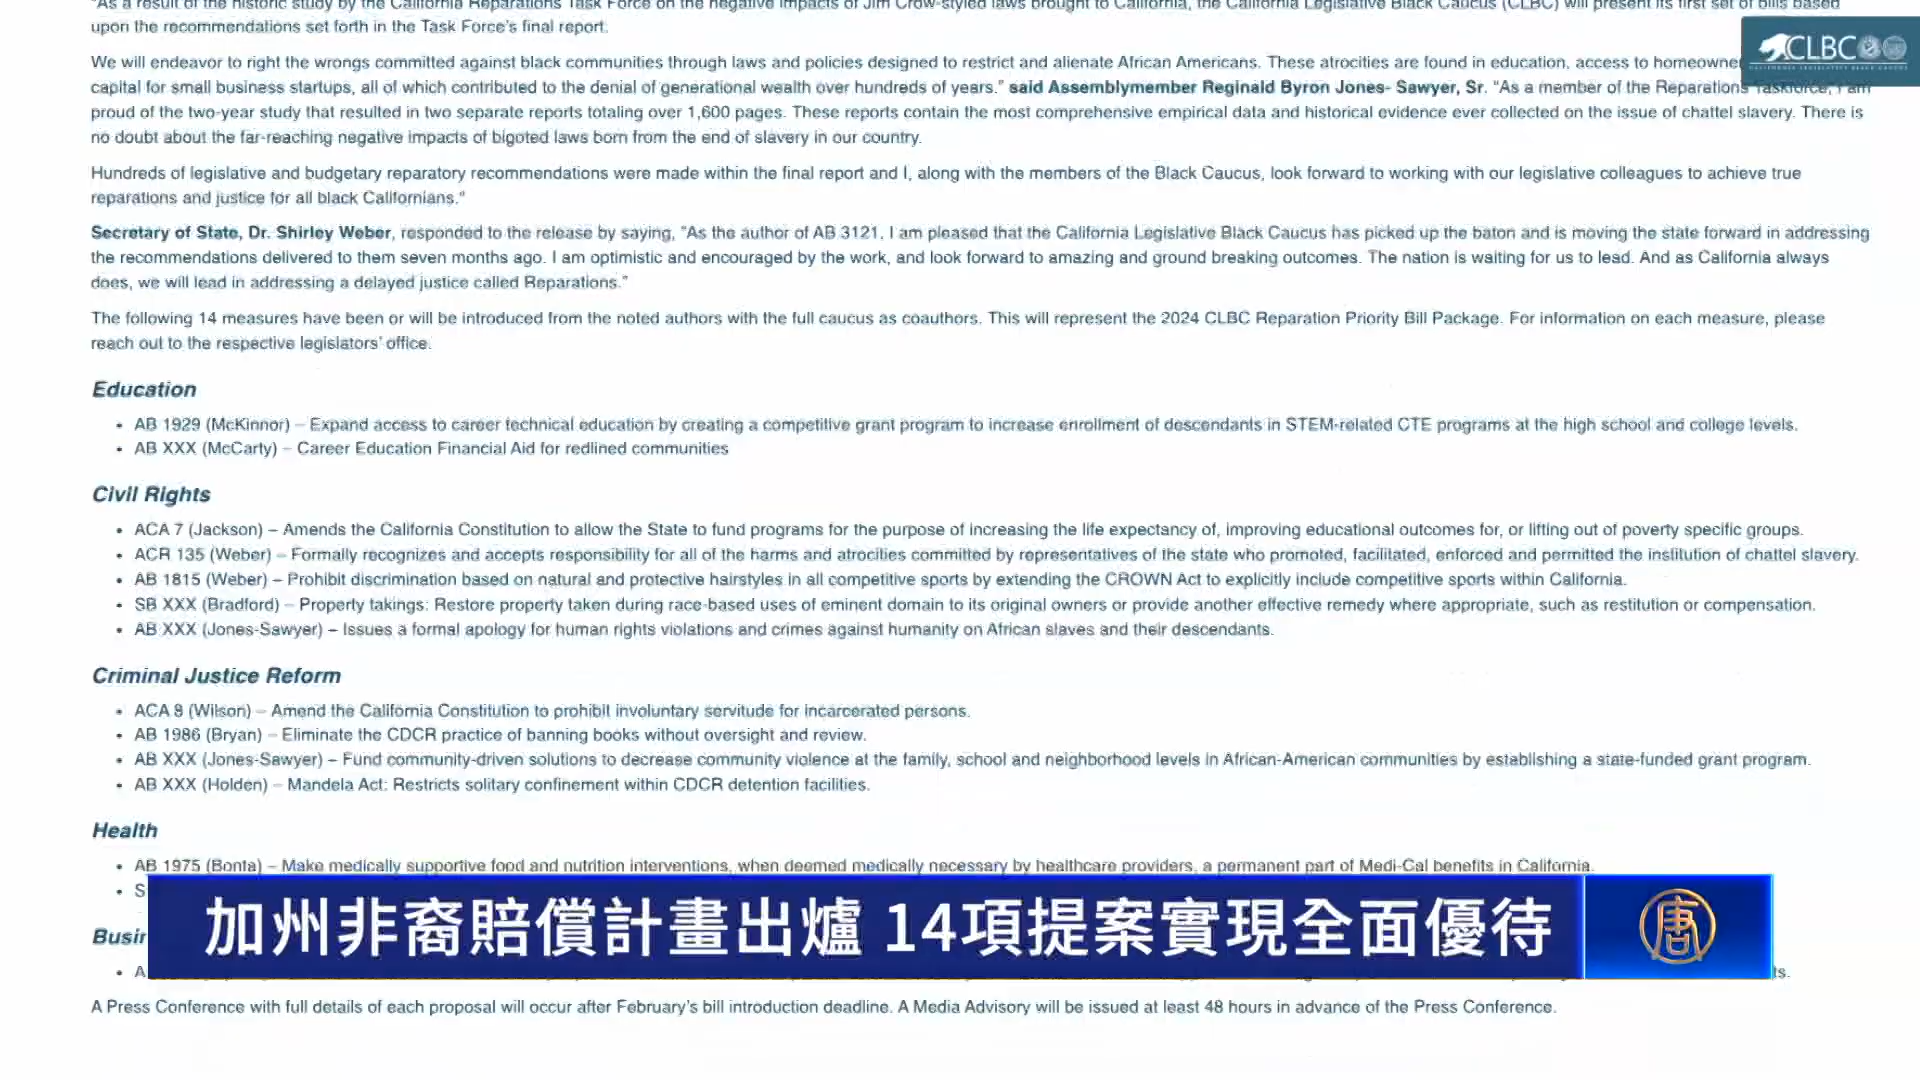 "As a result of the historic study by the California Reparations Task Force on the negative impacts of Jim Crow-styled laws brought to California, the California Legislative Black Caucus (CLBC) will present its first set of bills based
upon the recommendations set forth in the Task Force's final report.
CLBC
We will endeavor to right the wrongs committed against black communities through laws and policies designed to restrict and alienate African Americans. These atrocities are found in education, access to homeowner
capital for small business startups, all of which contributed to the denial of generational wealth over hundreds of years." said Assemblymember Reginald Byron Jones- Sawyer, Sr. "As a member of the Reparations Taskforce, I am
proud of the two-year study that resulted in two separate reports totaling over 1,600 pages. These reports contain the most comprehensive empirical data and historical evidence ever collected on the issue of chattel slavery. There is
no doubt about the far-reaching negative impacts of bigoted laws born from the end of slavery in our country.
Hundreds of legislative and budgetary reparatory recommendations were made within the final report and I, along with the members of the Black Caucus, look forward to working with our legislative colleagues to achieve true
reparations and justice for all black Californians."
Secretary of State, Dr. Shirley Weber, responded to the release by saying, "As the author of AB 3121, I am pleased that the California Legislative Black Caucus has picked up the baton and is moving the state forward in addressing
the recommendations delivered to them seven months ago. I am optimistic and encouraged by the work, and look forward to amazing and ground breaking outcomes. The nation is waiting for us to lead. And as California always
does, we will lead in addressing a delayed justice called Reparations."
The following 14 measures have been or will be introduced from the noted authors with the full caucus as coauthors. This will represent the 2024 CLBC Reparation Priority Bill Package. For information on each measure, please
reach out to the respective legislators' office.
Education
• AB 1929 (McKinnor) – Expand access to career technical education by creating a competitive grant program to increase enrollment of descendants in STEM-related CTE programs at the high school and college levels.
• AB XXX (McCarty) – Career Education Financial Aid for redlined communities
Civil Rights
• ACA 7 (Jackson) – Amends the California Constitution to allow the State to fund programs for the purpose of increasing the life expectancy of, improving educational outcomes for, or lifting out of poverty specific groups.
• ACR 135 (Weber) – Formally recognizes and accepts responsibility for all of the harms and atrocities committed by representatives of the state who promoted, facilitated, enforced and permitted the institution of chattel slavery.
• AB 1815 (Weber) – Prohibit discrimination based on natural and protective hairstyles in all competitive sports by extending the CROWN Act to explicitly include competitive sports within California.
• SB XXX (Bradford) – Property takings: Restore property taken during race-based uses of eminent domain to its original owners or provide another effective remedy where appropriate, such as restitution or compensation.
• AB XXX (Jones-Sawyer) – Issues a formal apology for human rights violations and crimes against humanity on African slaves and their descendants.
Criminal Justice Reform
• ACA 8 (Wilson) – Amend the California Constitution to prohibit involuntary servitude for incarcerated persons.
• AB 1986 (Bryan) – Eliminate the CDCR practice of banning books without oversight and review.
• AB XXX (Jones-Sawyer) – Fund community-driven solutions to decrease community violence at the family, school and neighborhood levels in African-American communities by establishing a state-funded grant program.
• AB XXX (Holden) – Mandela Act: Restricts solitary confinement within CDCR detention facilities.
Health
• AB 1975 (Bonta) – Make medically supportive food and nutrition interventions, when deemed medically necessary by healthcare providers, a permanent part of Medi-Cal benefits in California.
• S
加州非裔賠償計畫出爐 14項提案實現全面優待
唐
Busin
• A
ts.
A Press Conference with full details of each proposal will occur after February's bill introduction deadline. A Media Advisory will be issued at least 48 hours in advance of the Press Conference.